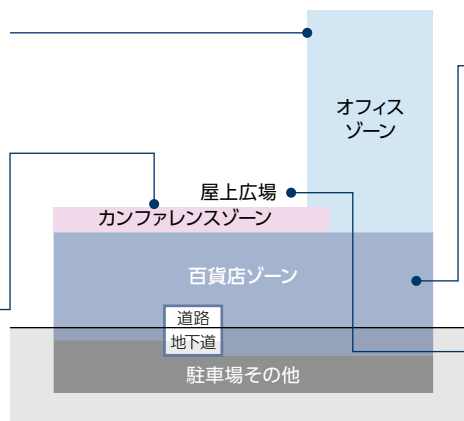 オフィス
ゾーン
屋上広場
カンファレンスゾーン
百貨店ゾーン
道路
地下道
駐車場その他